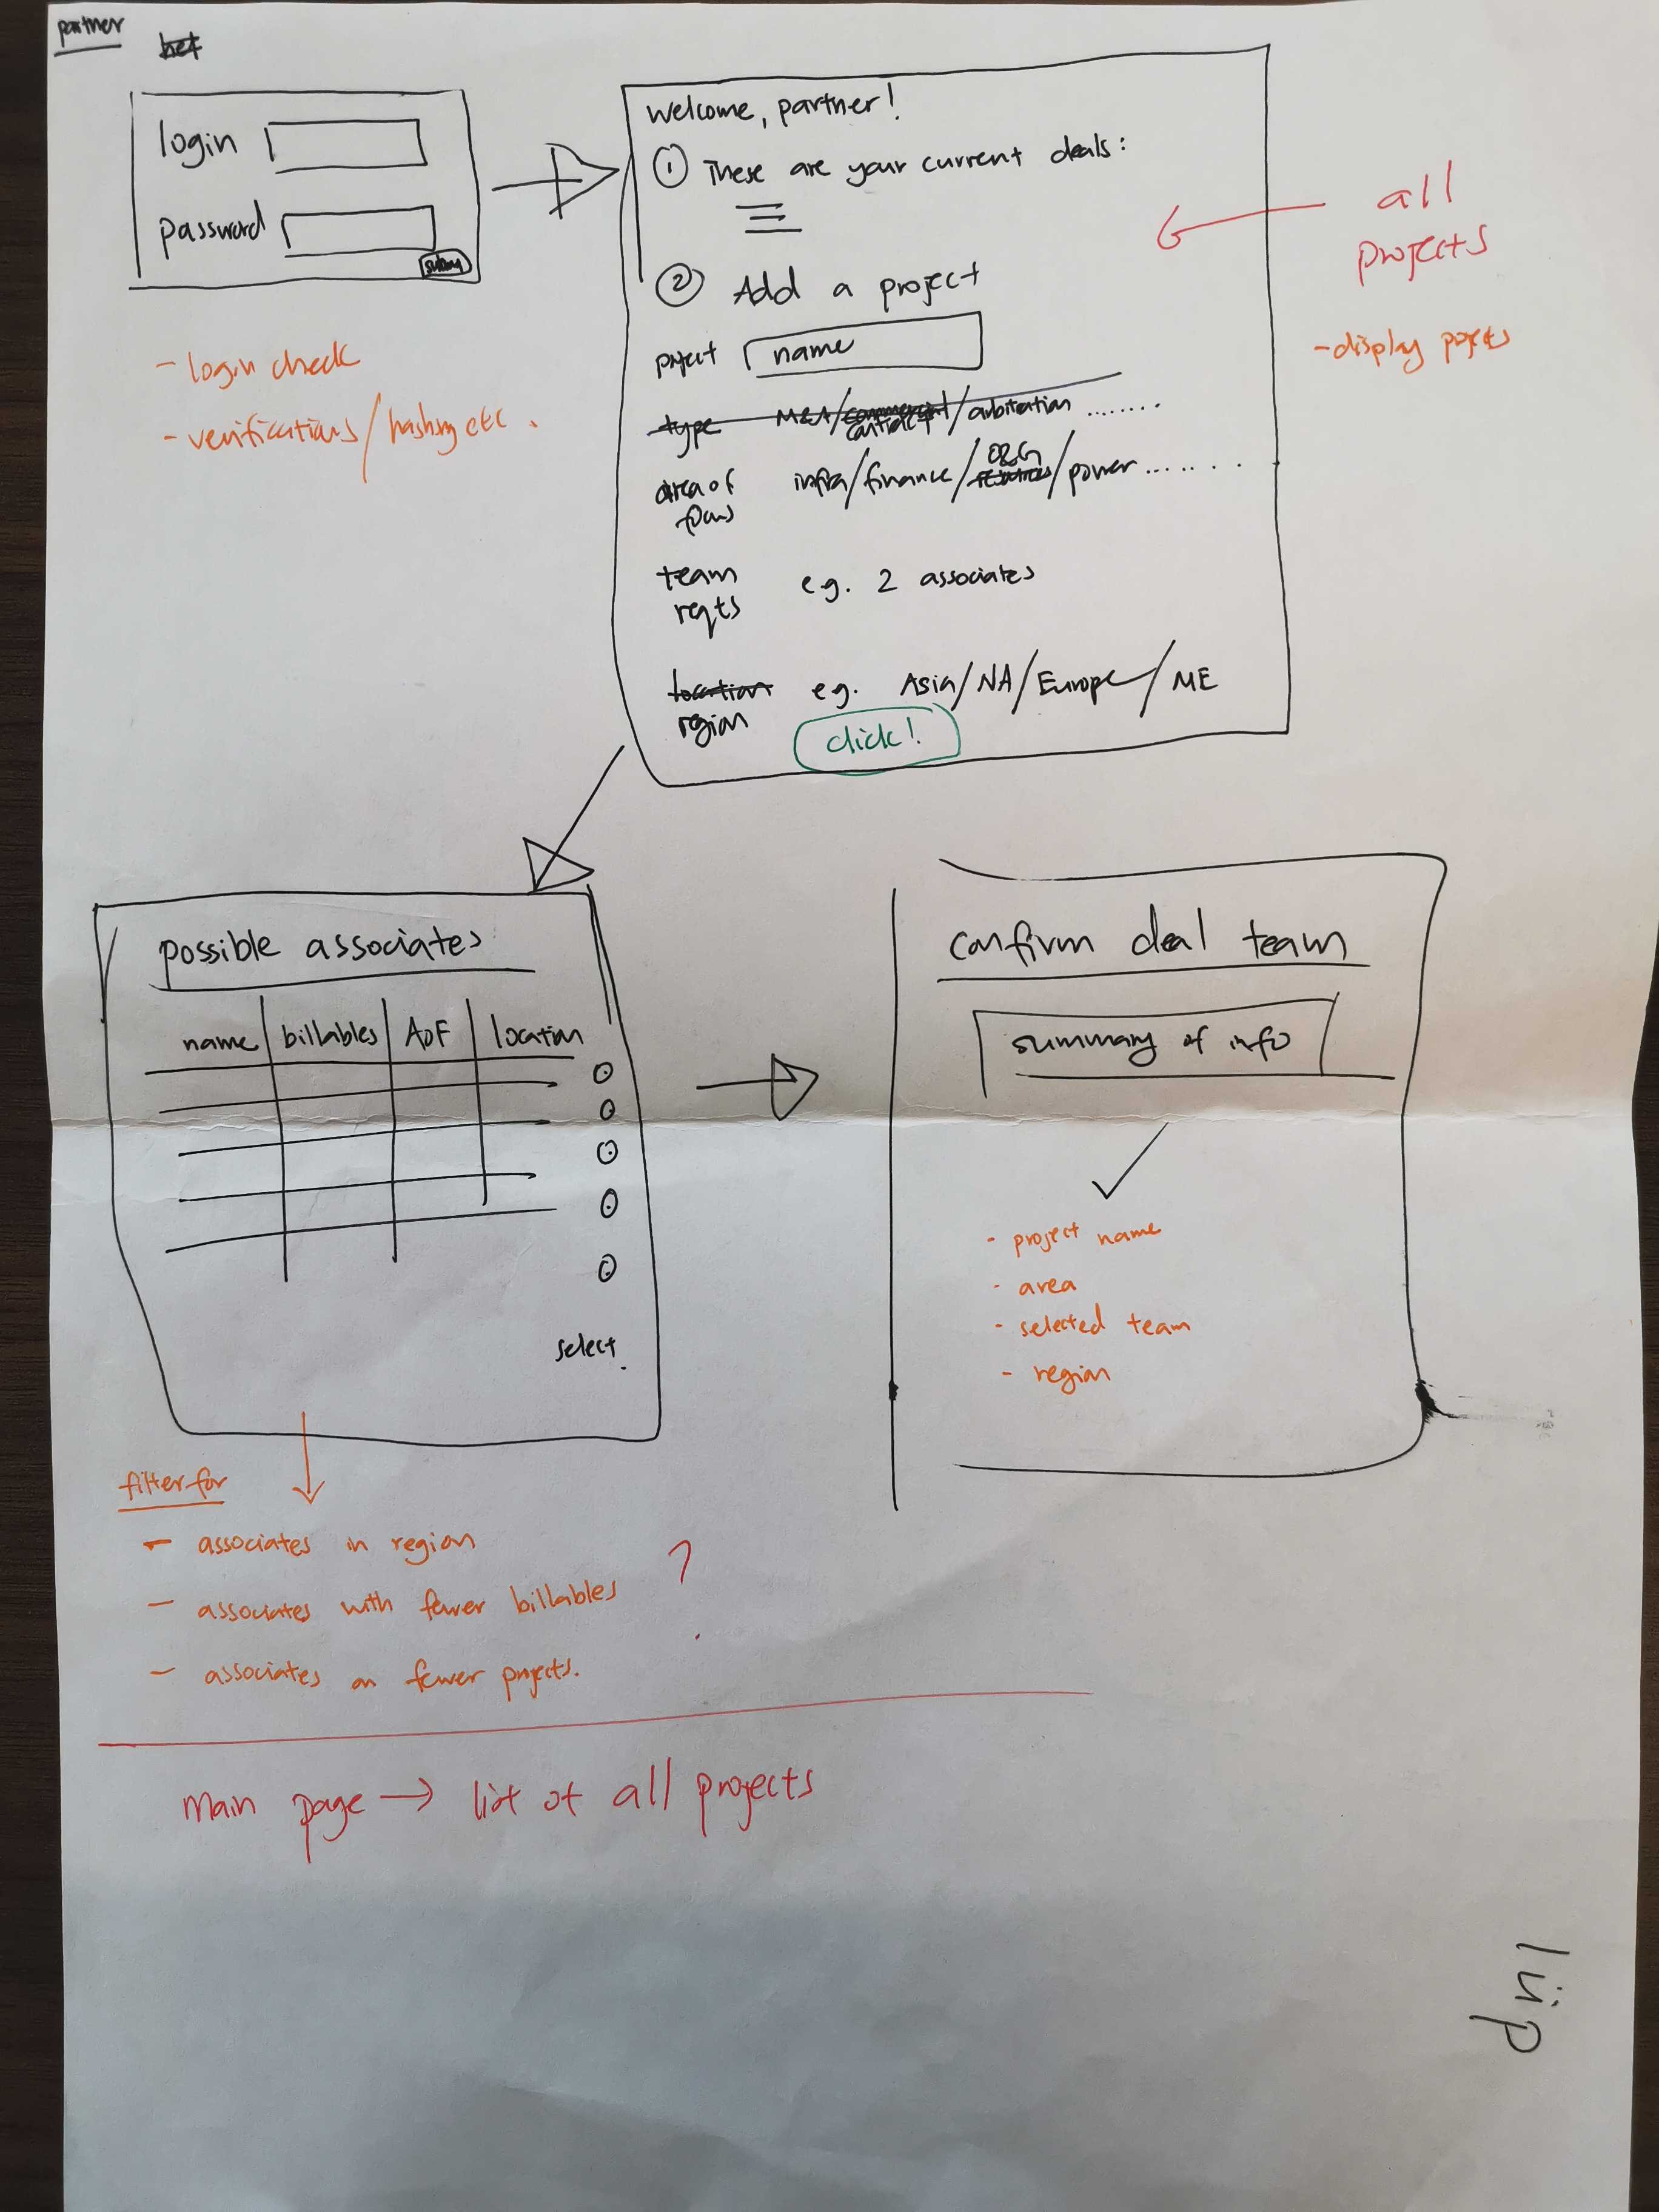 partner
login
password
submit
- login check
- verifications/hashing etc.
welcome, partner!
① These are your current deals:
② Add a project
project name
type M&A/contract/arbitration ........
area of focus infra/finance/O&G/power .......
team reqts e.g. 2 associates
location
region e.g. Asia/NA/Europe/ME
click!
all
projects
- display projects
possible associates
name billables AoF location
select.
filter for
- associates in region
- associates with fewer billables
- associates on fewer projects.
?
confirm deal team
summary of info
- project name
- area
- selected team
- region
main page → list of all projects